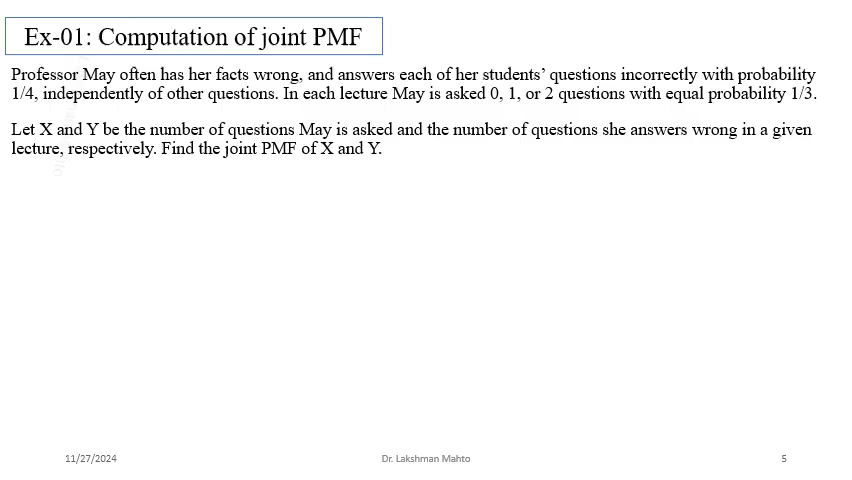 Ex-01: Computation of joint PMF
Professor May often has her facts wrong, and answers each of her students’ questions incorrectly with probability
1/4, independently of other questions. In each lecture May is asked 0, 1, or 2 questions with equal probability 1/3.
Let X and Y be the number of questions May is asked and the number of questions she answers wrong in a given
lecture, respectively. Find the joint PMF of X and Y.
11/27/2024
Dr. Lakshman Mahto
5